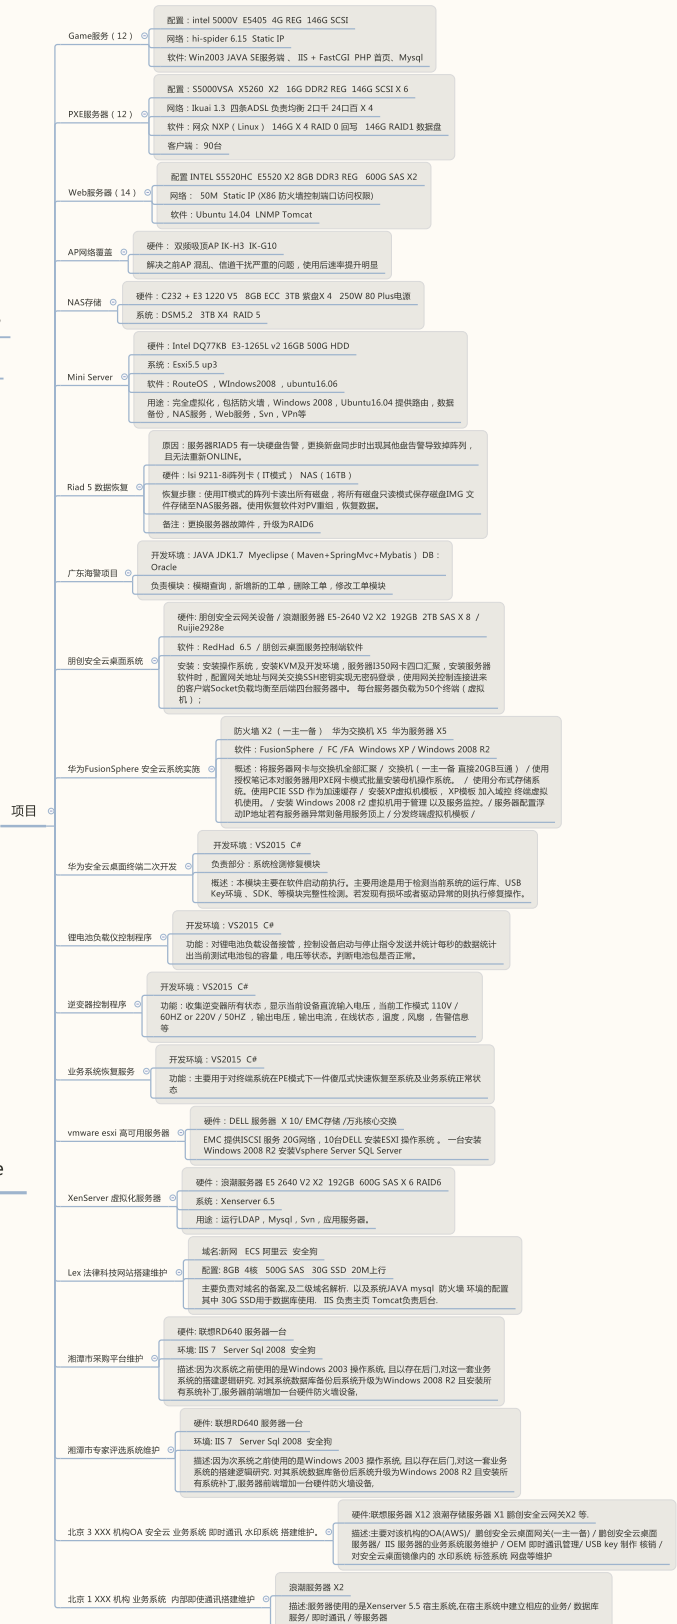 Game服务（12）
配置：intel 5000V  E5405  4G REG  146G SCSI
网络：hi-spider 6.15  Static IP
软件: Win2003 JAVA SE服务端 、 IIS + FastCGI  PHP 首页、Mysql
PXE服务器（12）
配置：S5000VSA  X5260  X2   16G DDR2 REG  146G SCSI X 6
网络：Ikuai 1.3  四条ADSL 负责均衡 2口千 24口百 X 4
软件：网众 NXP（Linux）  146G X 4 RAID 0 回写   146G RAID1 数据盘
客户端： 90台
Web服务器（14）
配置 INTEL S5520HC  E5520 X2 8GB DDR3 REG   600G SAS X2
网络：  50M  Static IP (X86 防火墙控制端口访问权限)
软件：Ubuntu 14.04  LNMP Tomcat
AP网络覆盖
硬件： 双频吸顶AP IK-H3  IK-G10
解决之前AP 混乱、信道干扰严重的问题，使用后速率提升明显
NAS存储
硬件：C232 + E3 1220 V5   8GB ECC  3TB 紫盘X 4   250W 80 Plus电源
系统：DSM5.2   3TB X4  RAID 5
Mini Server
硬件：Intel DQ77KB  E3-1265L v2 16GB 500G HDD
系统：Esxi5.5 up3
软件：RouteOS ，WIndows2008 ，ubuntu16.06
用途：完全虚拟化，包括防火墙，Windows 2008，Ubuntu16.04 提供路由，数据
备份，NAS服务，Web服务，Svn，VPn等
Riad 5 数据恢复
原因：服务器RIAD5 有一块硬盘告警，更换新盘同步时出现其他盘告警导致掉阵列，
且无法重新ONLINE。
硬件：lsi 9211-8i阵列卡（IT模式）  NAS（16TB）
恢复步骤：使用IT模式的阵列卡读出所有磁盘，将所有磁盘只读模式保存磁盘IMG 文
件存储至NAS服务器。使用恢复软件对PV重组，恢复数据。
备注：更换服务器故障件，升级为RAID6
广东海警项目
开发环境：JAVA JDK1.7  Myeclipse（Maven+SpringMvc+Mybatis） DB：
Oracle
负责模块：模糊查询，新增新的工单，删除工单，修改工单模块
朋创安全云桌面系统
硬件: 朋创安全云网关设备 / 浪潮服务器 E5-2640 V2 X2  192GB  2TB SAS X 8  /
Ruijie2928e
软件：RedHad  6.5  / 朋创云桌面服务控制端软件
安装：安装操作系统，安装KVM及开发环境，服务器I350网卡四口汇聚，安装服务器
软件时，配置网关地址与网关交换SSH密钥实现无密码登录，使用网关控制连接进来
的客户端Socket负载均衡至后端四台服务器中。 每台服务器负载为50个终端（虚拟
机）；
华为FusionSphere 安全云系统实施
防火墙 X2 （一主一备）  华为交换机 X5  华为服务器 X5
软件：FusionSphere  /  FC /FA  Windows XP / Windows 2008 R2
概述：将服务器网卡与交换机全部汇聚 /  交换机（一主一备 直接20GB互通） / 使用
授权笔记本对服务器用PXE网卡模式批量安装母机操作系统。  / 使用分布式存储系
统。使用PCIE SSD 作为加速缓存 /  安装XP虚拟机模板， XP模板 加入域控 终端虚拟
机使用。 / 安装 Windows 2008 r2 虚拟机用于管理 以及服务监控。/ 服务器配置浮
动IP地址若有服务器异常则备用服务顶上 / 分发终端虚拟机模板 /
项目
华为安全云桌面终端二次开发
开发环境：VS2015  C#
负责部分：系统检测修复模块
概述：本模块主要在软件启动前执行。主要用途是用于检测当前系统的运行库、USB
Key环境 、SDK、等模块完整性检测。若发现有损坏或者驱动异常的则执行修复操作。
锂电池负载仪控制程序
开发环境：VS2015  C#
功能：对锂电池负载设备接管，控制设备启动与停止指令发送并统计每秒的数据统计
出当前测试电池包的容量，电压等状态。判断电池包是否正常。
逆变器控制程序
开发环境：VS2015  C#
功能：收集逆变器所有状态，显示当前设备直流输入电压，当前工作模式 110V /
60HZ or 220V / 50HZ ，输出电压，输出电流，在线状态，温度，风扇 ，告警信息
等
业务系统恢复服务
开发环境：VS2015  C#
功能：主要用于对终端系统在PE模式下一件傻瓜式快速恢复至系统及业务系统正常状
态
vmware esxi 高可用服务器
硬件：DELL 服务器  X 10/ EMC存储 /万兆核心交换
EMC 提供ISCSI 服务 20G网络，10台DELL 安装ESXI 操作系统 。 一台安装
Windows 2008 R2 安装Vsphere Server SQL Server
XenServer 虚拟化服务器
硬件：浪潮服务器 E5 2640 V2 X2  192GB  600G SAS X 6 RAID6
系统：Xenserver 6.5
用途：运行LDAP，Mysql，Svn，应用服务器。
Lex 法律科技网站搭建维护
域名:新网   ECS 阿里云  安全狗
配置: 8GB  4核   500G SAS   30G SSD  20M上行
主要负责对域名的备案,及二级域名解析.  以及系统JAVA mysql  防火墙 环境的配置
其中 30G SSD用于数据库使用.   IIS 负责主页 Tomcat负责后台.
湘潭市采购平台维护
硬件: 联想RD640 服务器一台
环境: IIS 7   Server Sql 2008  安全狗
描述:因为次系统之前使用的是Windows 2003 操作系统, 且以存在后门,对这一套业务
系统的搭建逻辑研究. 对其系统数据库备份后系统升级为Windows 2008 R2 且安装所
有系统补丁,服务器前端增加一台硬件防火墙设备,
湘潭市专家评选系统维护
硬件: 联想RD640 服务器一台
环境: IIS 7   Server Sql 2008  安全狗
描述:因为次系统之前使用的是Windows 2003 操作系统, 且以存在后门,对这一套业务
系统的搭建逻辑研究. 对其系统数据库备份后系统升级为Windows 2008 R2 且安装所
有系统补丁,服务器前端增加一台硬件防火墙设备,
北京 3 XXX 机构OA 安全云 业务系统 即时通讯 水印系统 搭建维护。
硬件:联想服务器 X12 浪潮存储服务器 X1 鹏创安全云网关X2 等.
描述:主要对该机构的OA(AWS)/  鹏创安全云桌面网关(一主一备) / 鹏创安全云桌面
服务器/  IIS 服务器的业务系统服务维护 / OEM 即时通讯管理/ USB key 制作 核销 /
对安全云桌面镜像内的 水印系统 标签系统 网盘等维护
北京 1 XXX 机构 业务系统  内部即使通讯搭建维护
浪潮服务器 X2
描述:服务器使用的是Xenserver 5.5 宿主系统,在宿主系统中建立相应的业务/ 数据库
服务/ 即时通讯 / 等服务器